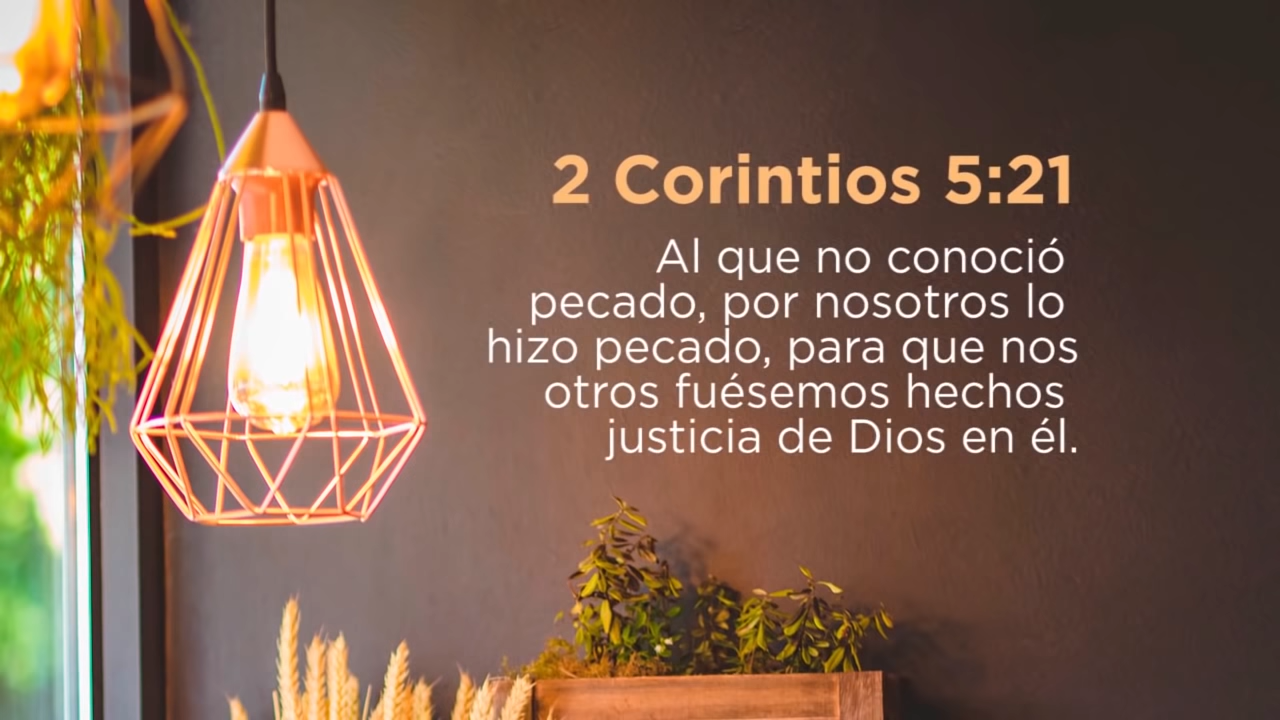 2 Corintios 5:21
Al que no conoció
pecado, por nosotros lo
hizo pecado, para que nos
otros fuésemos hechos
justicia de Dios en él.